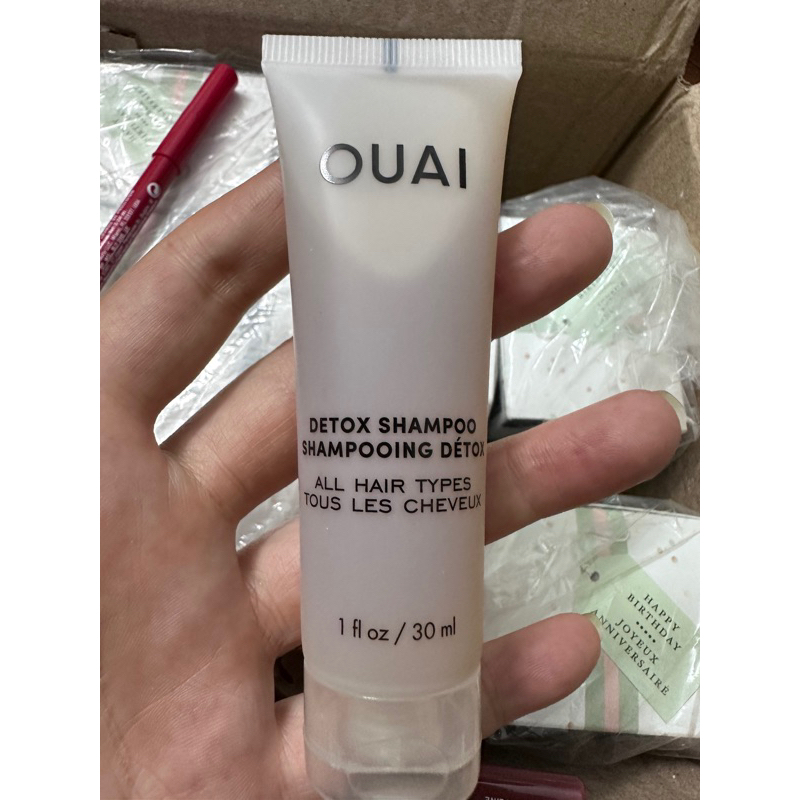 OUAI
DETOX SHAMPOO
SHAMPOOING DÉTOX
ALL HAIR TYPES
TOUS LES CHEVEUX
1 fl oz / 30 ml
HAPPY
BIRTHDAY
JOYEUX
ANNIVERSAIRE